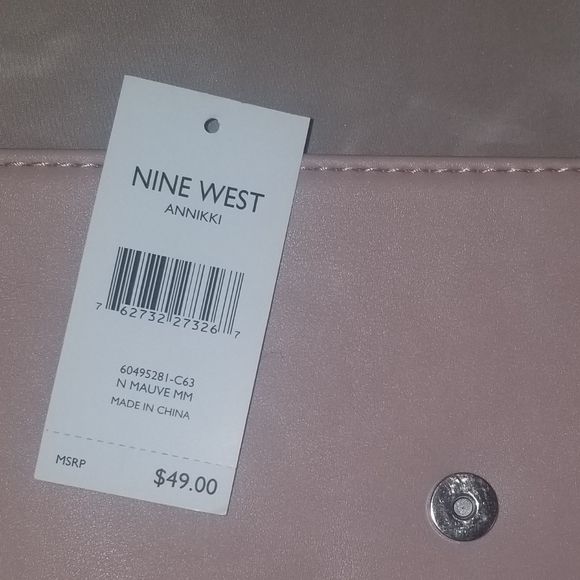 NINE WEST
ANNIKKI
7 62732 27326 7
60495281-C63
N MAUVE MM
MADE IN CHINA
MSRP $49.00